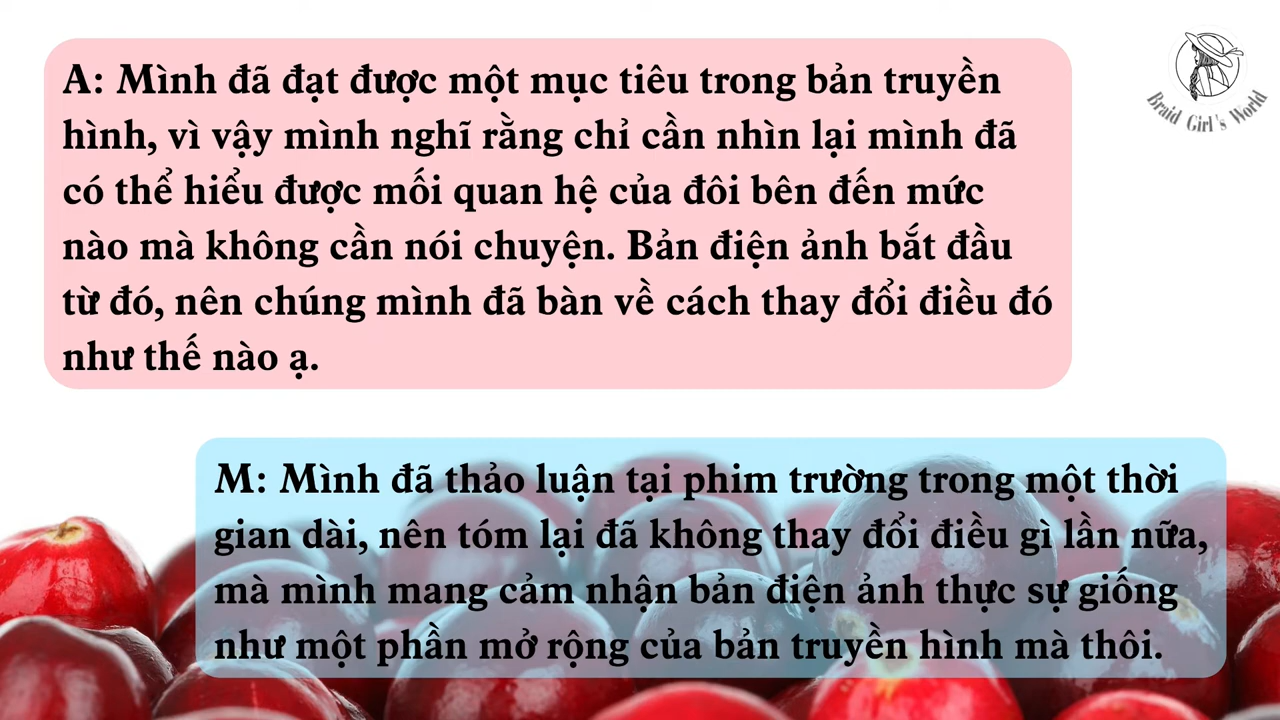 Braid Girl's World
A: Mình đã đạt được một mục tiêu trong bản truyền
hình, vì vậy mình nghĩ rằng chỉ cần nhìn lại mình đã
có thể hiểu được mối quan hệ của đôi bên đến mức
nào mà không cần nói chuyện. Bản điện ảnh bắt đầu
từ đó, nên chúng mình đã bàn về cách thay đổi điều đó
như thế nào ạ.
M: Mình đã thảo luận tại phim trường trong một thời
gian dài, nên tóm lại đã không thay đổi điều gì lần nữa,
mà mình mang cảm nhận bản điện ảnh thực sự giống
như một phần mở rộng của bản truyền hình mà thôi.